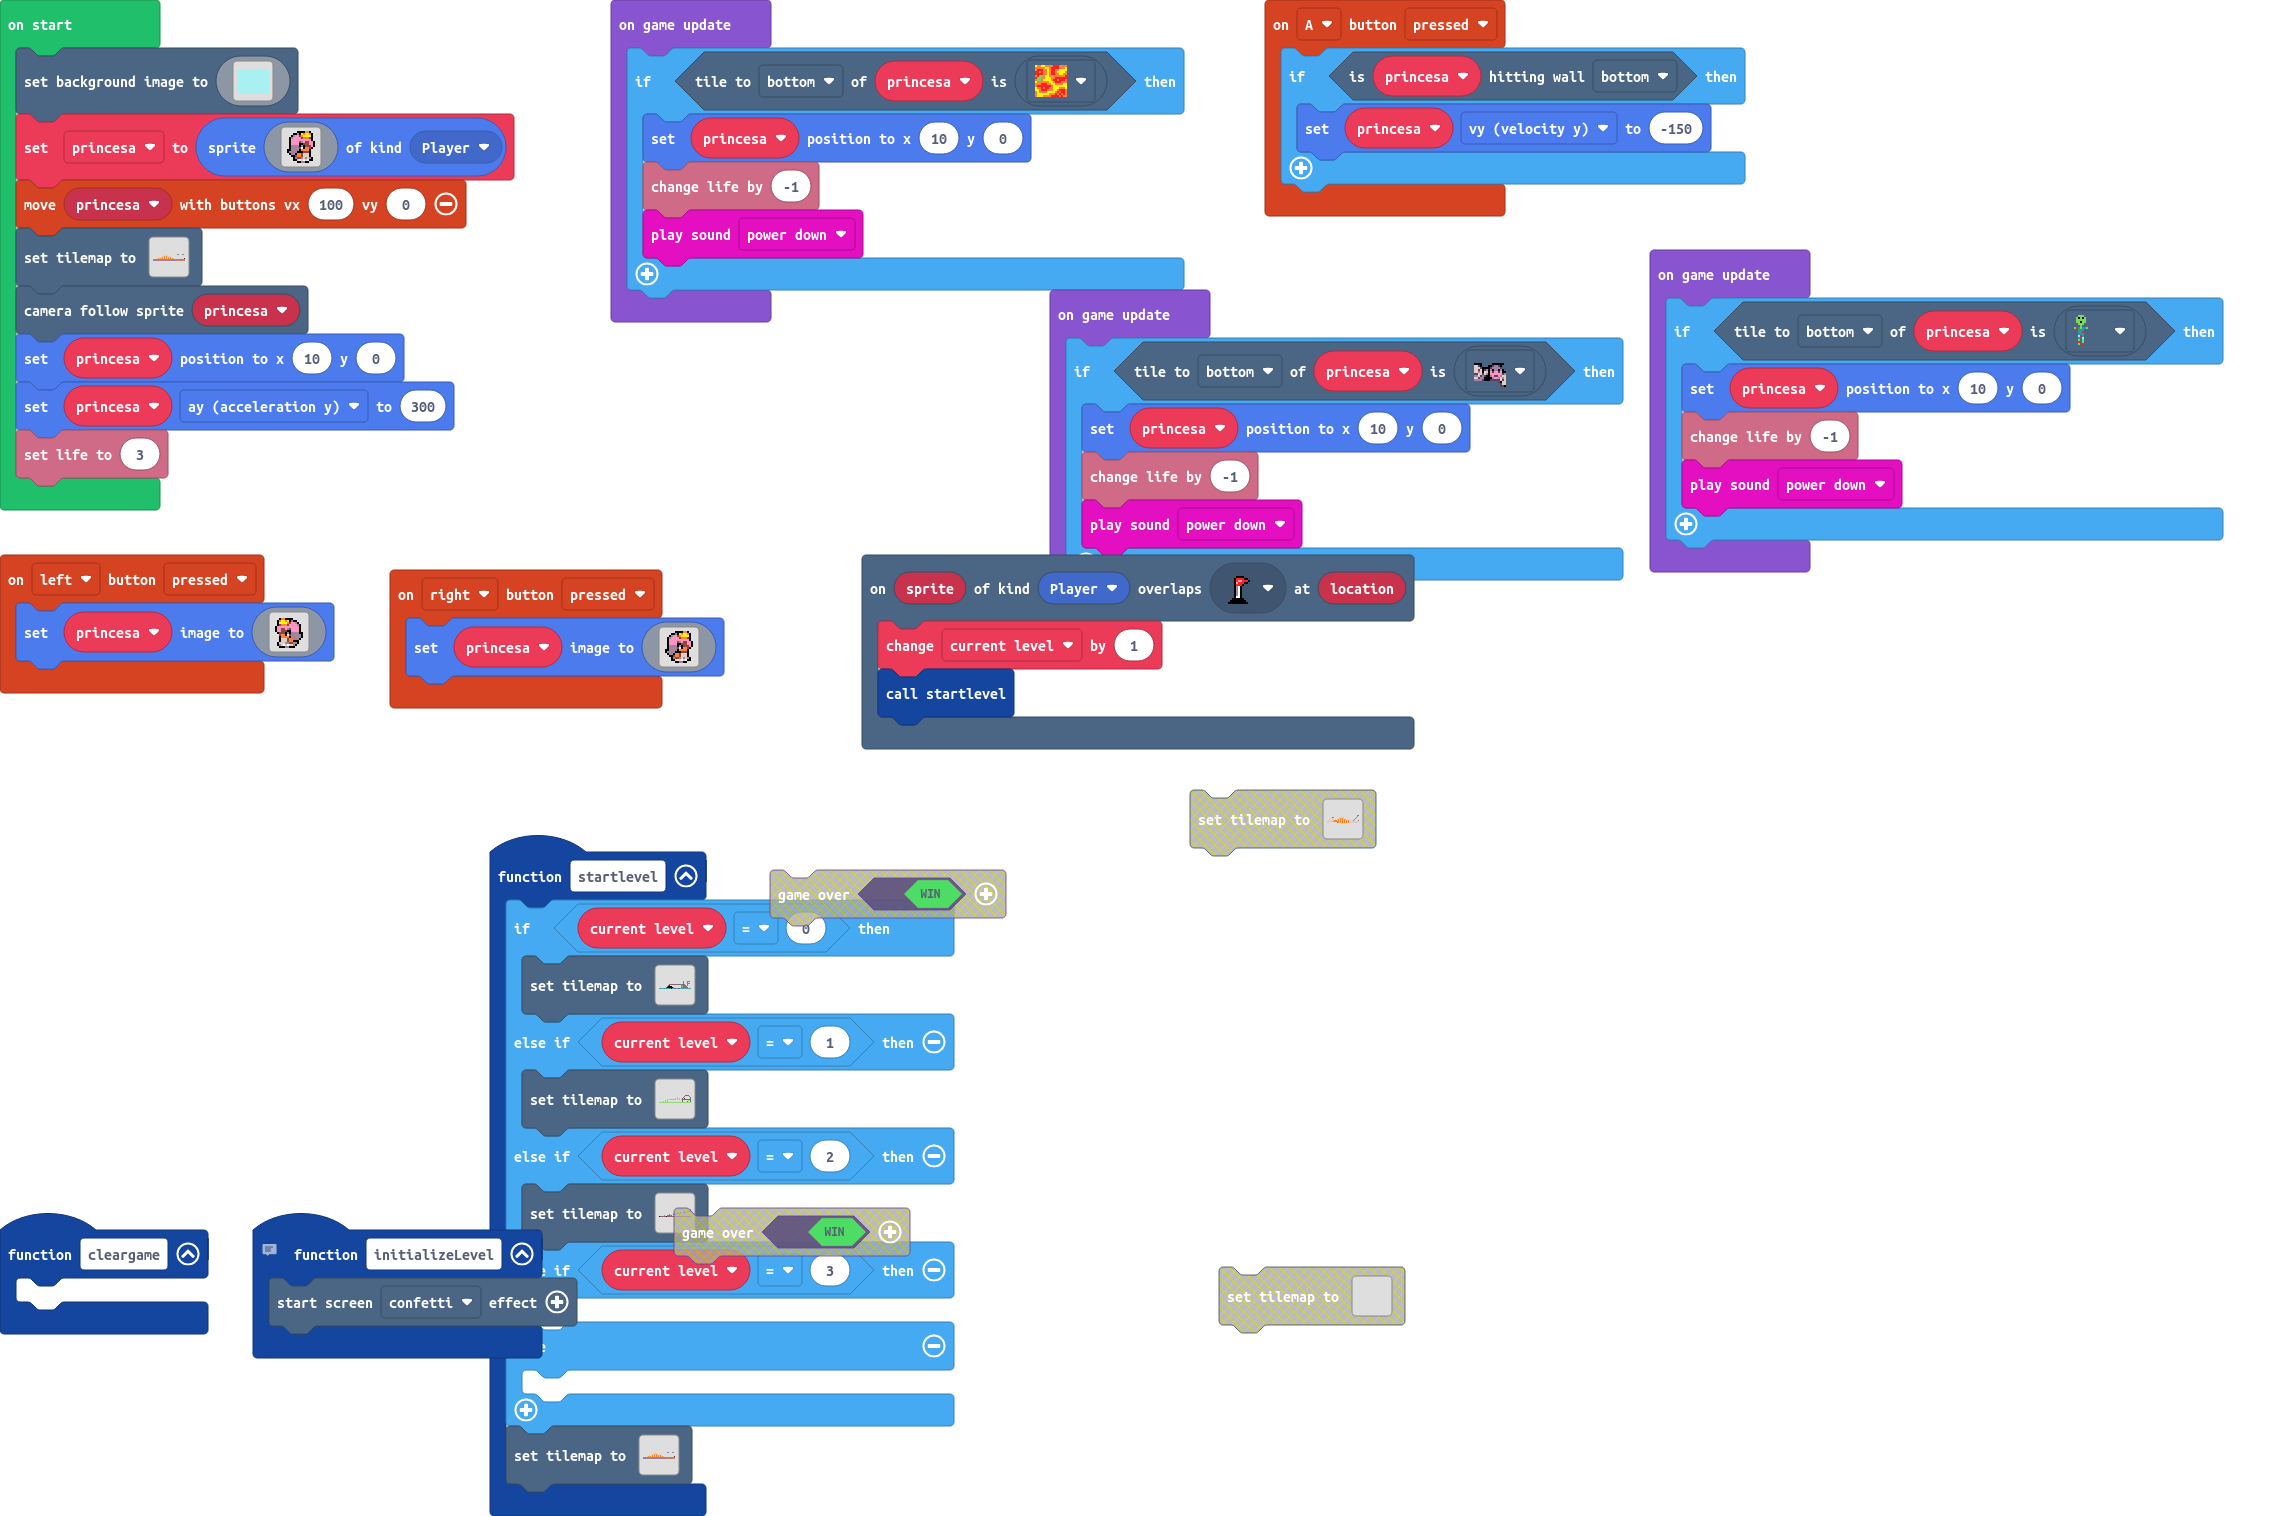 on start
set background image to
set princesa to sprite of kind Player
move princesa with buttons vx 100 vy 0
set tilemap to
camera follow sprite princesa
set princesa position to x 10 y 0
set princesa ay (acceleration y) to 300
set life to 3
on game update
if tile to bottom of princesa is then
set princesa position to x 10 y 0
change life by -1
play sound power down
on A button pressed
if is princesa hitting wall bottom then
set princesa vy (velocity y) to -150
on game update
if tile to bottom of princesa is then
set princesa position to x 10 y 0
change life by -1
play sound power down
on game update
if tile to bottom of princesa is then
set princesa position to x 10 y 0
change life by -1
play sound power down
on left button pressed
set princesa image to
on right button pressed
set princesa image to
on sprite of kind Player overlaps at location
change current level by 1
call startlevel
set tilemap to
game over WIN
function startlevel
if current level = 0 then
set tilemap to
else if current level = 1 then
set tilemap to
else if current level = 2 then
set tilemap to
game over WIN
if current level = 3 then
set tilemap to
function cleargame
function initializeLevel
start screen confetti effect
set tilemap to